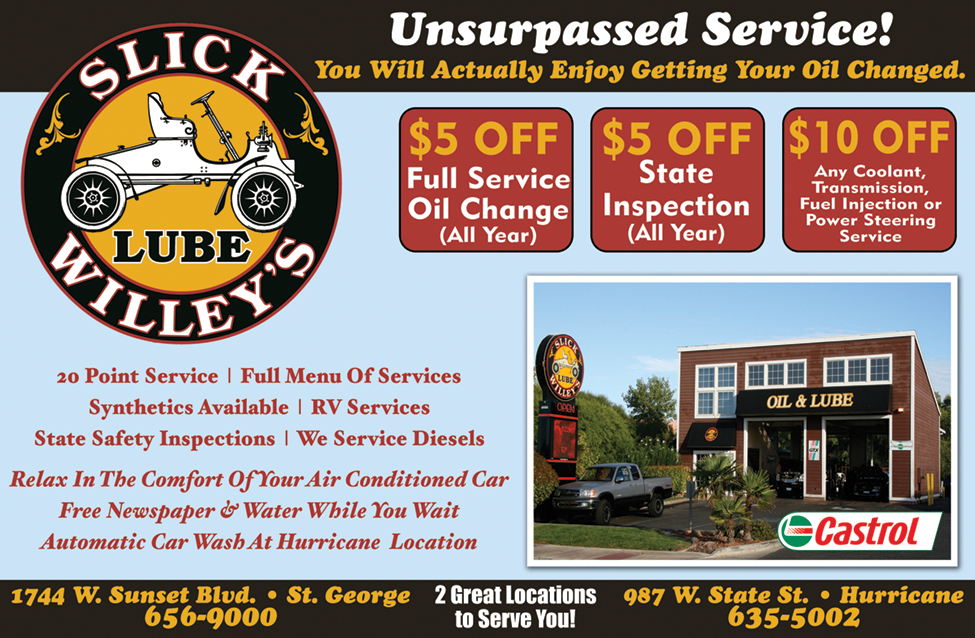 SLICK
WILLEY'S
LUBE
Unsurpassed Service!
You Will Actually Enjoy Getting Your Oil Changed.
$5 OFF
Full Service
Oil Change
(All Year)
$5 OFF
State
Inspection
(All Year)
$10 OFF
Any Coolant,
Transmission,
Fuel Injection or
Power Steering
Service
20 Point Service | Full Menu Of Services
Synthetics Available | RV Services
State Safety Inspections | We Service Diesels
Relax In The Comfort Of Your Air Conditioned Car
Free Newspaper & Water While You Wait
Automatic Car Wash At Hurricane Location
SLICK
LUBE
WILLEY'S
OPEN
OIL & LUBE
Castrol
1744 W. Sunset Blvd. • St. George
656-9000
2 Great Locations
to Serve You!
987 W. State St. • Hurricane
635-5002